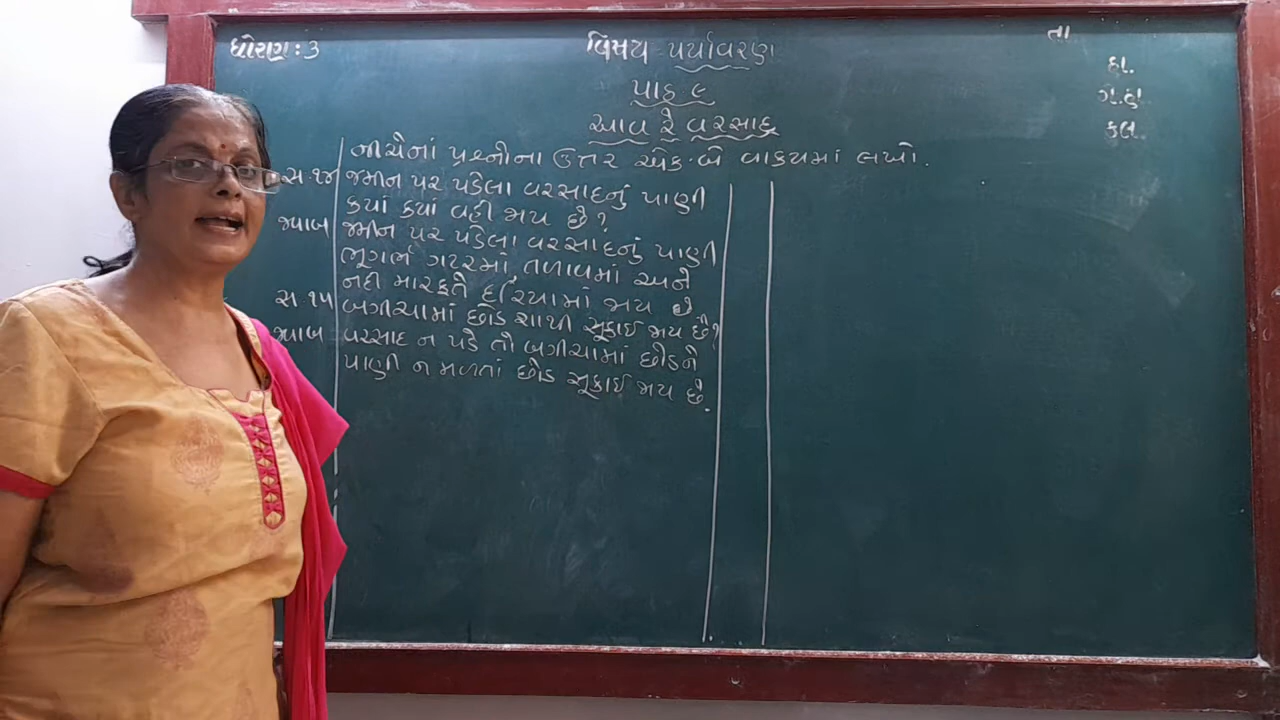 ધોરણ : ૩
વિષય - પર્યાવરણ
તા
હા.
ગે.હા.
કુલ.
પાઠ ૯
આવ રે વરસાદ
નીચેનાં પ્રશ્નોના ઉત્તર એક-બે વાક્યમાં લખો.
સ ૧૪ જમીન પર પડેલા વરસાદનું પાણી
કયાં કયાં વહી જાય છે ?
જવાબ જમીન પર પડેલા વરસાદનું પાણી
ભૂગર્ભ ગટરમાં, તળાવમાં અને
નદી મારફતે દરિયામાં જાય છે
સ ૧૫ બગીચામાં છોડ શાથી સૂકાઈ જાય છે ?
જવાબ વરસાદ ન પડે તો બગીચામાં છોડને
પાણી ન મળતાં છોડ સૂકાઈ જાય છે.